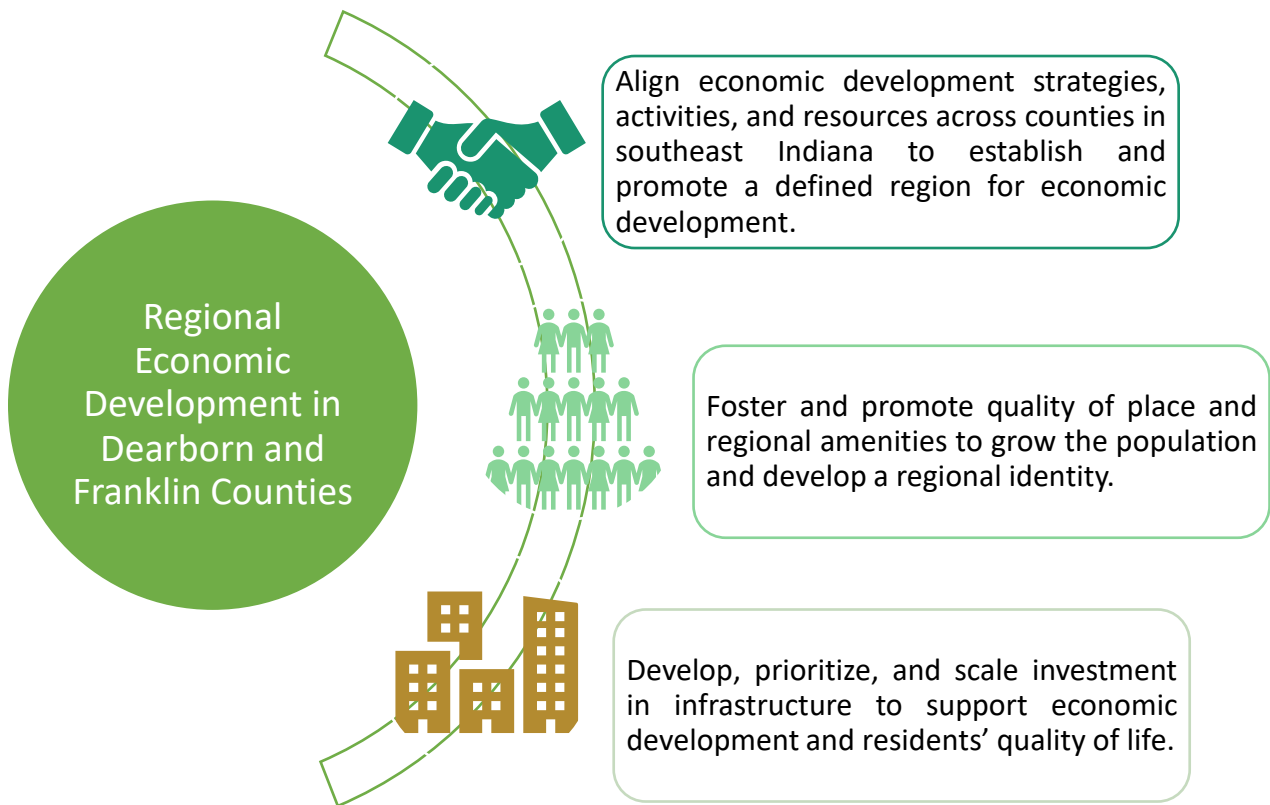 Regional
Economic
Development in
Dearborn and
Franklin Counties
Align economic development strategies,
activities, and resources across counties in
southeast Indiana to establish and
promote a defined region for economic
development.
Foster and promote quality of place and
regional amenities to grow the population
and develop a regional identity.
Develop, prioritize, and scale investment
in infrastructure to support economic
development and residents’ quality of life.